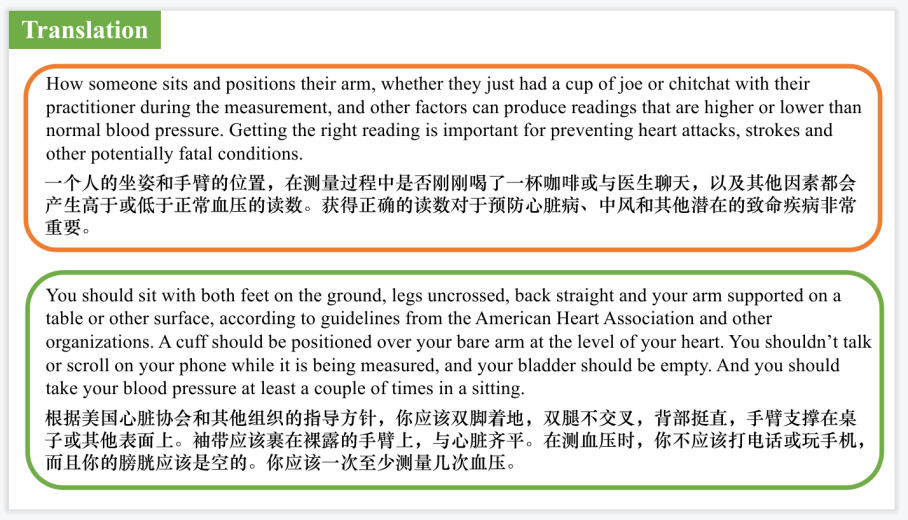 Translation
How someone sits and positions their arm, whether they just had a cup of joe or chitchat with their
practitioner during the measurement, and other factors can produce readings that are higher or lower than
normal blood pressure. Getting the right reading is important for preventing heart attacks, strokes and
other potentially fatal conditions.
一个人的坐姿和手臂的位置，在测量过程中是否刚刚喝了一杯咖啡或与医生聊天，以及其他因素都会
产生高于或低于正常血压的读数。获得正确的读数对于预防心脏病、中风和其他潜在的致命疾病非常
重要。
You should sit with both feet on the ground, legs uncrossed, back straight and your arm supported on a
table or other surface, according to guidelines from the American Heart Association and other
organizations. A cuff should be positioned over your bare arm at the level of your heart. You shouldn’t talk
or scroll on your phone while it is being measured, and your bladder should be empty. And you should
take your blood pressure at least a couple of times in a sitting.
根据美国心脏协会和其他组织的指导方针，你应该双脚着地，双腿不交叉，背部挺直，手臂支撑在桌
子或其他表面上。袖带应该裹在裸露的手臂上，与心脏齐平。在测血压时，你不应该打电话或玩手机，
而且你的膀胱应该是空的。你应该一次至少测量几次血压。